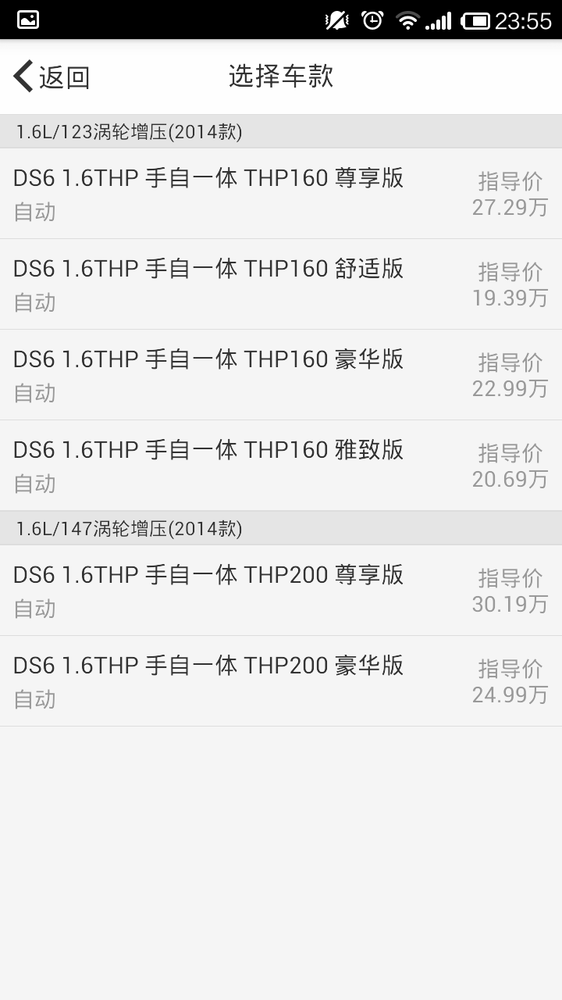 23:55
返回
选择车款
1.6L/123涡轮增压(2014款)
DS6 1.6THP 手自一体 THP160 尊享版
自动
指导价
27.29万
DS6 1.6THP 手自一体 THP160 舒适版
自动
指导价
19.39万
DS6 1.6THP 手自一体 THP160 豪华版
自动
指导价
22.99万
DS6 1.6THP 手自一体 THP160 雅致版
自动
指导价
20.69万
1.6L/147涡轮增压(2014款)
DS6 1.6THP 手自一体 THP200 尊享版
自动
指导价
30.19万
DS6 1.6THP 手自一体 THP200 豪华版
自动
指导价
24.99万